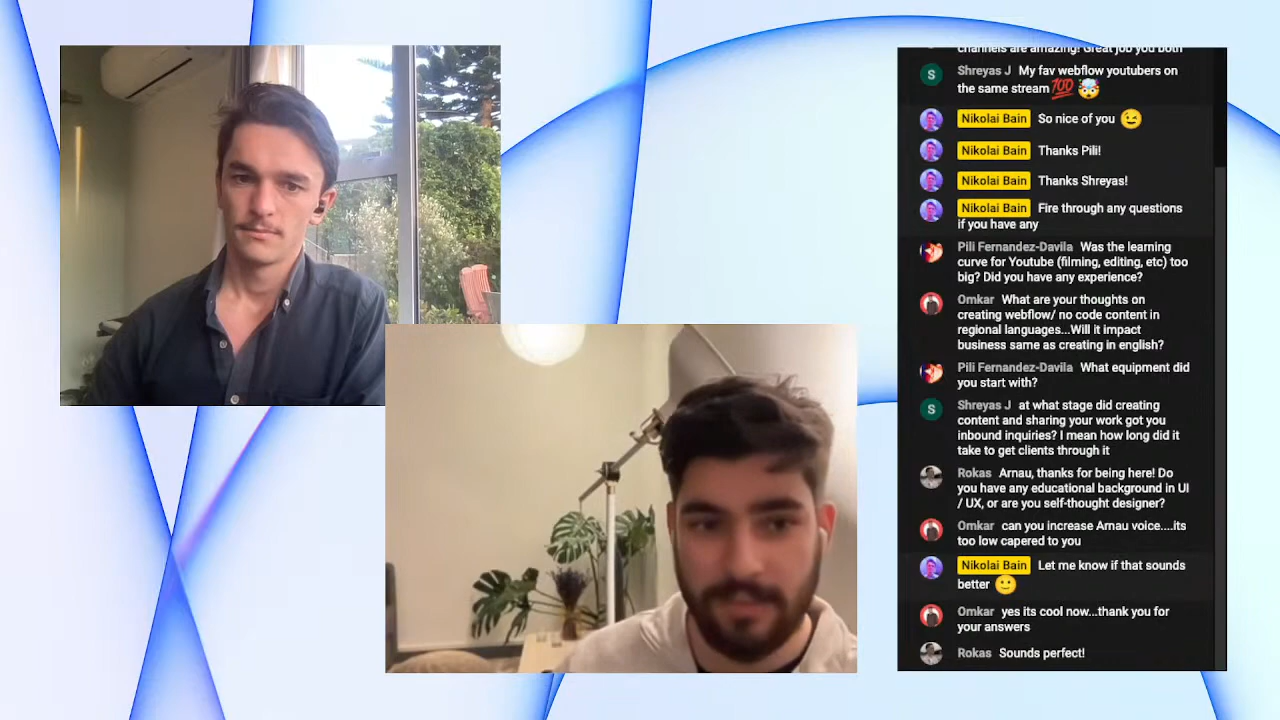 channels are amazing! Great job you both
S
Shreyas J My fav webflow youtubers on
the same stream 💯 🤯
Nikolai Bain So nice of you 😉
Nikolai Bain Thanks Pili!
Nikolai Bain Thanks Shreyas!
Nikolai Bain Fire through any questions
if you have any
Pili Fernandez-Davila Was the learning
curve for Youtube (filming, editing, etc) too
big? Did you have any experience?
Omkar What are your thoughts on
creating webflow/ no code content in
regional languages...Will it impact
business same as creating in english?
Pili Fernandez-Davila What equipment did
you start with?
S
Shreyas J at what stage did creating
content and sharing your work got you
inbound inquiries? I mean how long did it
take to get clients through it
Rokas Arnau, thanks for being here! Do
you have any educational background in UI
/ UX, or are you self-thought designer?
Omkar can you increase Arnau voice....its
too low capered to you
Nikolai Bain Let me know if that sounds
better 🙂
Omkar yes its cool now...thank you for
your answers
Rokas Sounds perfect!